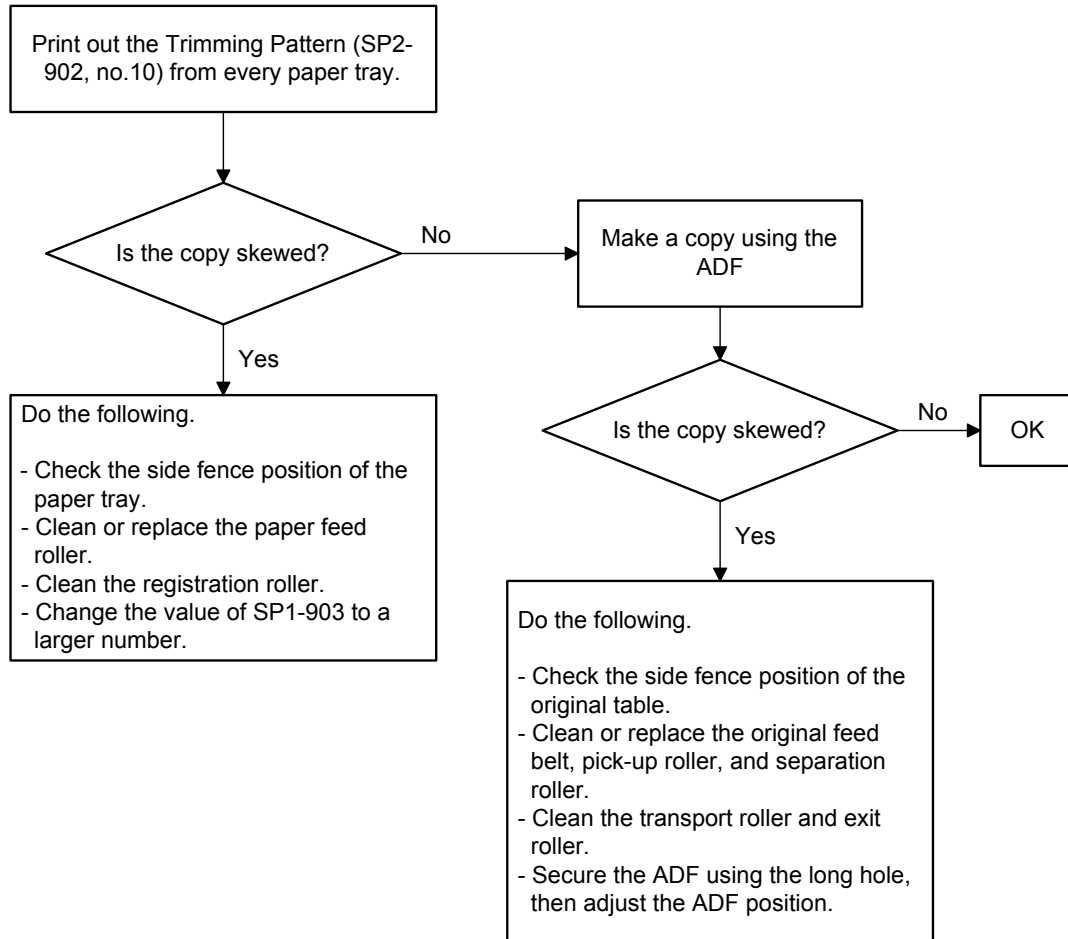 Print out the Trimming Pattern (SP2-
902, no.10) from every paper tray.
Is the copy skewed?
No
Make a copy using the
ADF
Yes
Do the following.
- Check the side fence position of the
paper tray.
- Clean or replace the paper feed
roller.
- Clean the registration roller.
- Change the value of SP1-903 to a
larger number.
Is the copy skewed?
No
OK
Yes
Do the following.
- Check the side fence position of the
original table.
- Clean or replace the original feed
belt, pick-up roller, and separation
roller.
- Clean the transport roller and exit
roller.
- Secure the ADF using the long hole,
then adjust the ADF position.